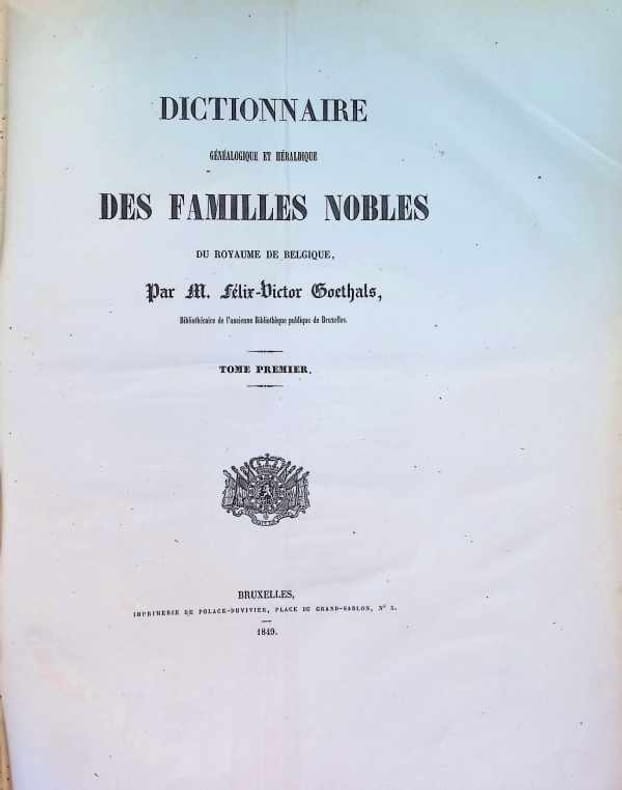 DICTIONNAIRE
GÉNÉALOGIQUE ET HÉRALDIQUE
DES FAMILLES NOBLES
DU ROYAUME DE BELGIQUE,
Par M. Félix-Victor Goethals,
Bibliothécaire de l'ancienne Bibliothèque publique de Bruxelles.
TOME PREMIER.
BRUXELLES,
IMPRIMERIE DE POLACK-DUVIVIER, PLACE DU GRAND-SABLON, N°
1849.